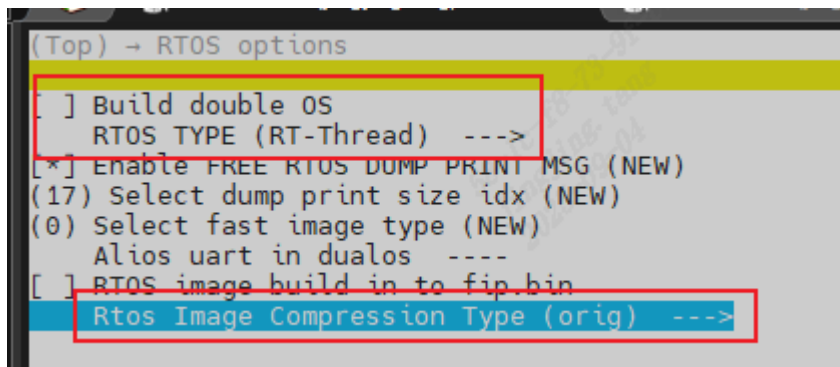 (Top) → RTOS options
[ ] Build double OS
RTOS TYPE (RT-Thread) --->
[*] Enable FREE RTOS DUMP PRINT MSG (NEW)
(17) Select dump print size idx (NEW)
(0) Select fast image type (NEW)
Alios uart in dualos ----
[ ] RTOS image build in to fip.bin
Rtos Image Compression Type (orig) --->